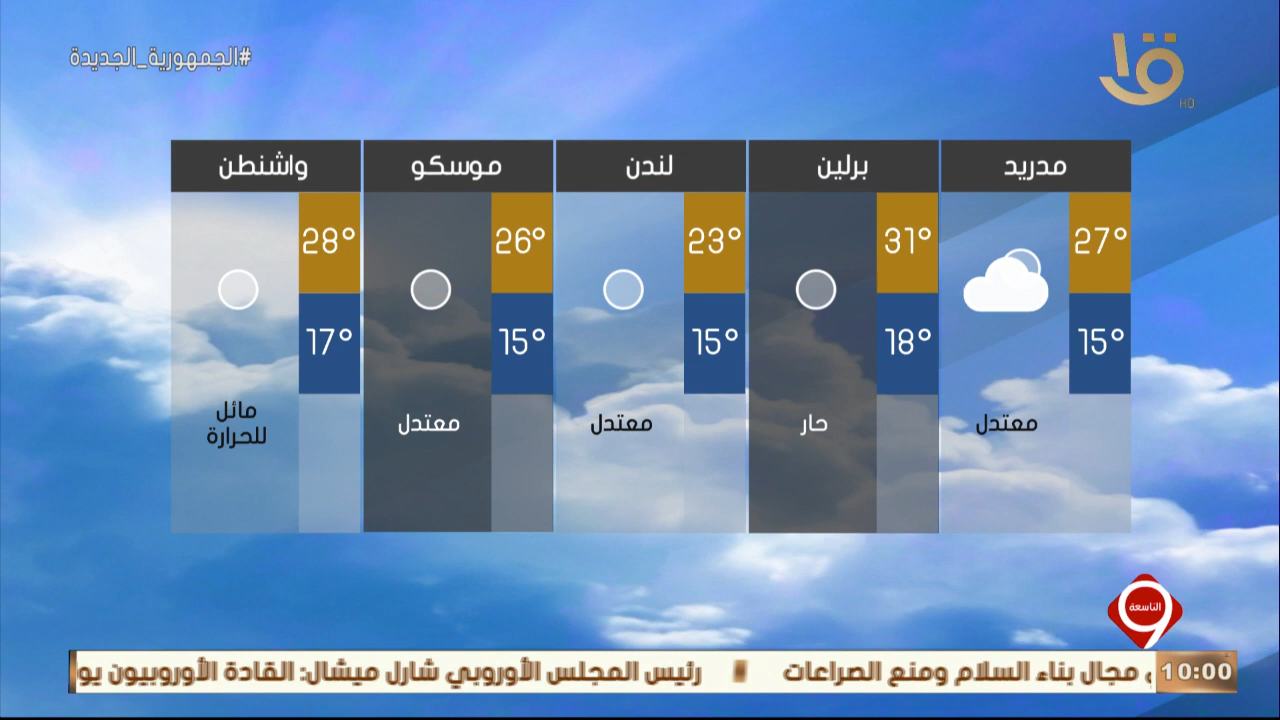 #الجمهورية_الجديدة
HD
مدريد
27°
15°
معتدل
برلين
31°
18°
حار
لندن
23°
15°
معتدل
موسكو
26°
15°
معتدل
واشنطن
28°
17°
مائل
للحرارة
التاسعة
9
10:00
مجال بناء السلام ومنع الصراعات
رئيس المجلس الأوروبي شارل ميشال: القادة الأوروبيون يو